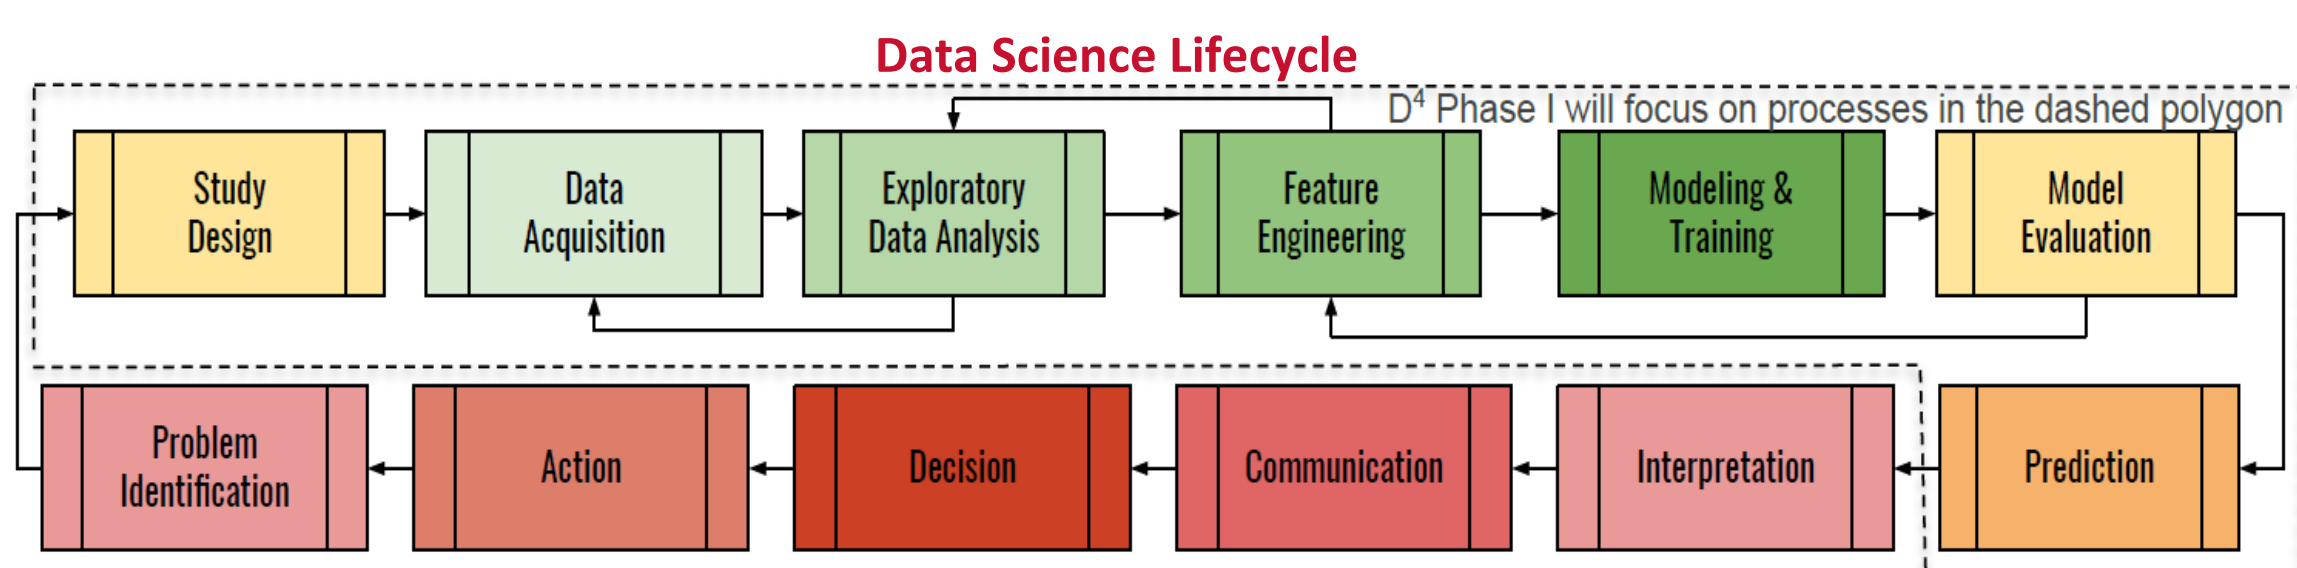 Data Science Lifecycle
D⁴ Phase I will focus on processes in the dashed polygon
Study
Design
Data
Acquisition
Exploratory
Data Analysis
Feature
Engineering
Modeling &
Training
Model
Evaluation
Problem
Identification
Action
Decision
Communication
Interpretation
Prediction